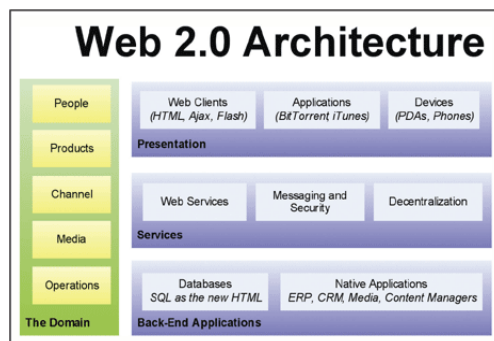 Web 2.0 Architecture
People
Products
Channel
Media
Operations
The Domain
Web Clients
(HTML, Ajax, Flash)
Applications
(BitTorrent, iTunes)
Devices
(PDAs, Phones)
Presentation
Web Services
Messaging and
Security
Decentralization
Services
Databases
SQL as the new HTML
Native Applications
ERP, CRM, Media, Content Managers
Back-End Applications